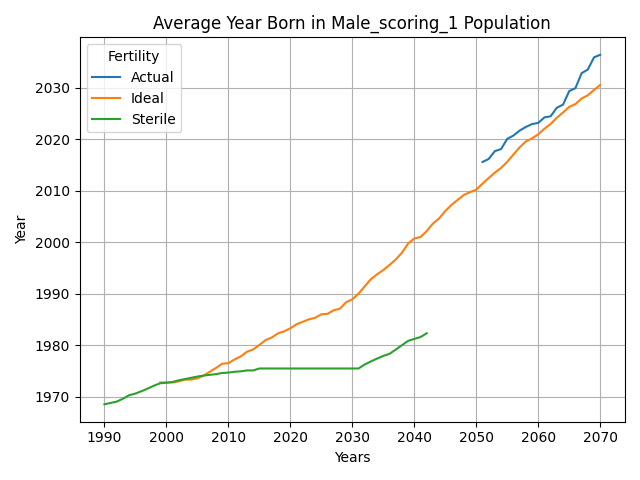 Average Year Born in Male_scoring_1 Population
Fertility
Actual
Ideal
Sterile
Year
2030
2020
2010
2000
1990
1980
1970
1990 2000 2010 2020 2030 2040 2050 2060 2070
Years